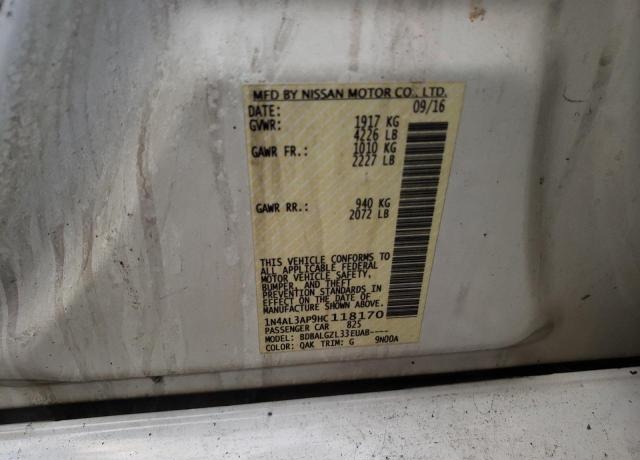 MFD BY NISSAN MOTOR CO., LTD.
DATE: 09/16
GVWR: 1917 KG
4226 LB
GAWR FR.: 1010 KG
2227 LB
GAWR RR.: 940 KG
2072 LB
THIS VEHICLE CONFORMS TO
ALL APPLICABLE FEDERAL
MOTOR VEHICLE SAFETY,
BUMPER, AND THEFT
PREVENTION STANDARDS IN
EFFECT ON THE DATE OF
MANUFACTURE SHOWN ABOVE.
1N4AL3AP9HC118170
PASSENGER CAR 825
MODEL: BDBALGZL33EUAB----
COLOR: QAK TRIM: G 9N00A